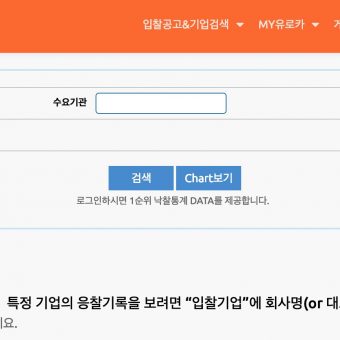 입찰공고&기업검색 MY유로카
수요기관
검색 Chart보기
로그인하시면 1순위 낙찰통계 DATA를 제공합니다.
특정 기업의 응찰기록을 보려면 “입찰기업”에 회사명(or 대
요.